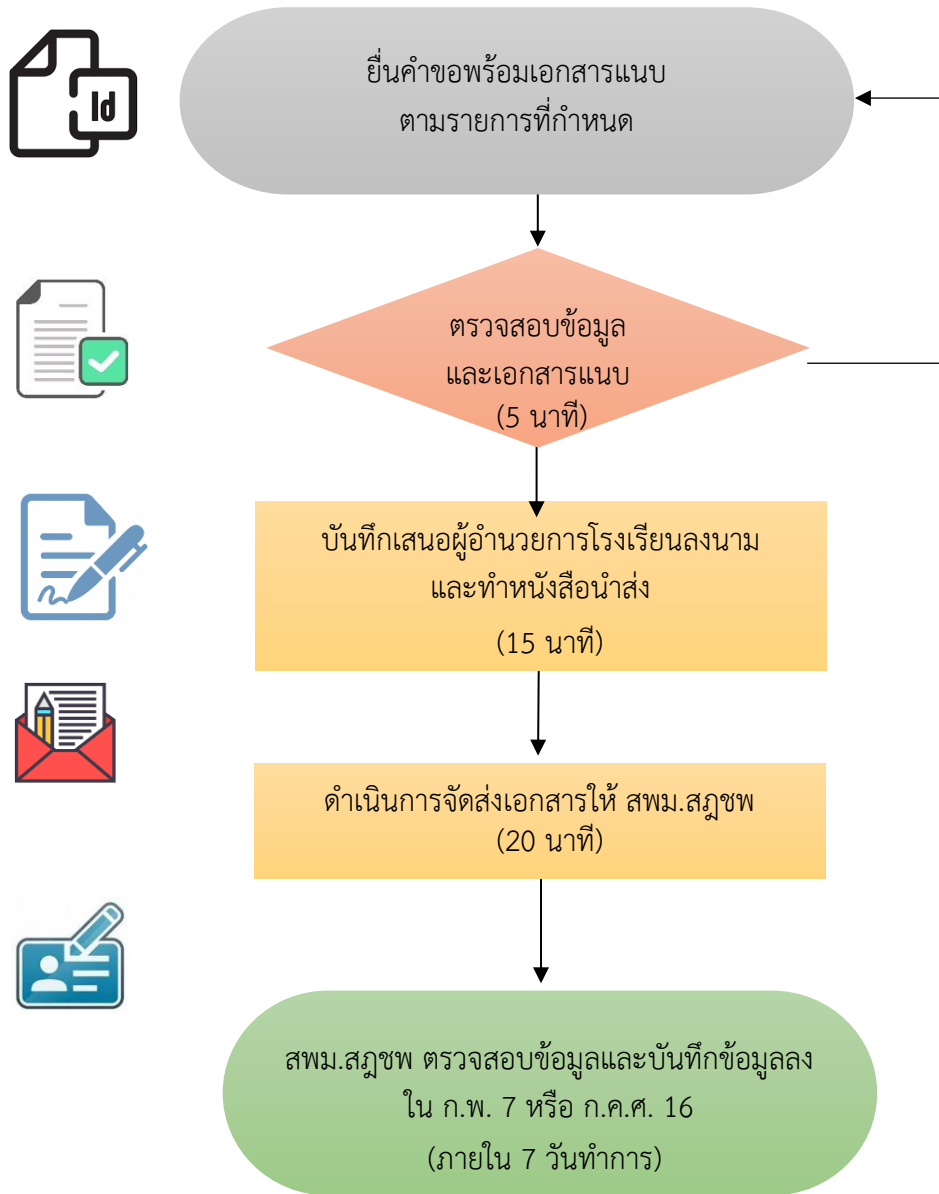 Id
ยื่นคำขอพร้อมเอกสารแนบ
ตามรายการที่กำหนด
ตรวจสอบข้อมูล
และเอกสารแนบ
(5 นาที)
บันทึกเสนอผู้อำนวยการโรงเรียนลงนาม
และทำหนังสือนำส่ง
(15 นาที)
ดำเนินการจัดส่งเอกสารให้ สพม.สฎชพ
(20 นาที)
สพม.สฎชพ ตรวจสอบข้อมูลและบันทึกข้อมูลลง
ใน ก.พ. 7 หรือ ก.ค.ศ. 16
(ภายใน 7 วันทำการ)